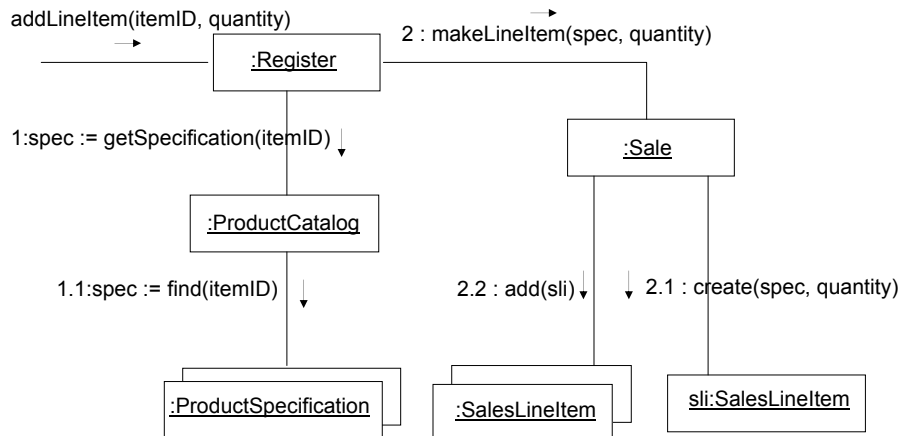 addLineItem(itemID, quantity)
2 : makeLineItem(spec, quantity)
:Register
1:spec := getSpecification(itemID)
:Sale
:ProductCatalog
1.1:spec := find(itemID)
2.2 : add(sli)
2.1 : create(spec, quantity)
:ProductSpecification
:SalesLineItem
sli:SalesLineItem